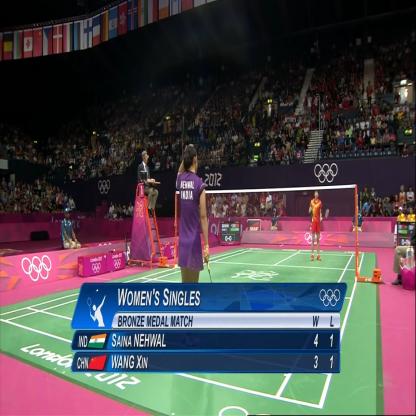 2012
NEHWAL
INDIA
WOMEN'S SINGLES
BRONZE MEDAL MATCH W L
IND SAINA NEHWAL 4 1
CHN WANG XIN 3 1
London 2012